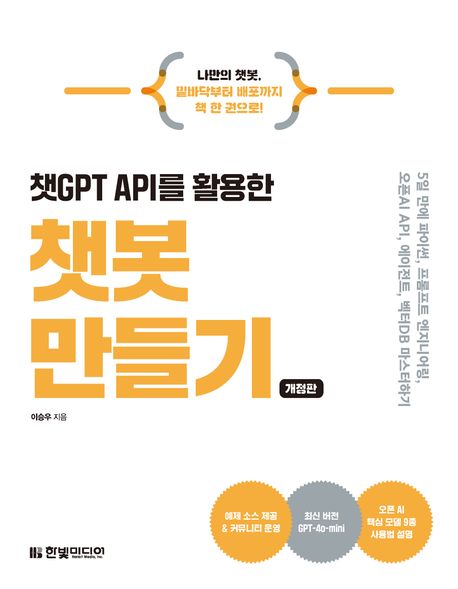 나만의 챗봇,
밑바닥부터 배포까지
책 한 권으로!
챗GPT API를 활용한
챗봇
만들기
개정판
이승우 지음
5일 만에 파이썬, 프롬프트 엔지니어링,
오픈AI API, 에이전트, 벡터DB 마스터하기
예제 소스 제공
& 커뮤니티 운영
최신 버전
GPT-4o-mini
오픈 AI
핵심 모델 9종
사용법 설명
한빛미디어
Hanbit Media, Inc.